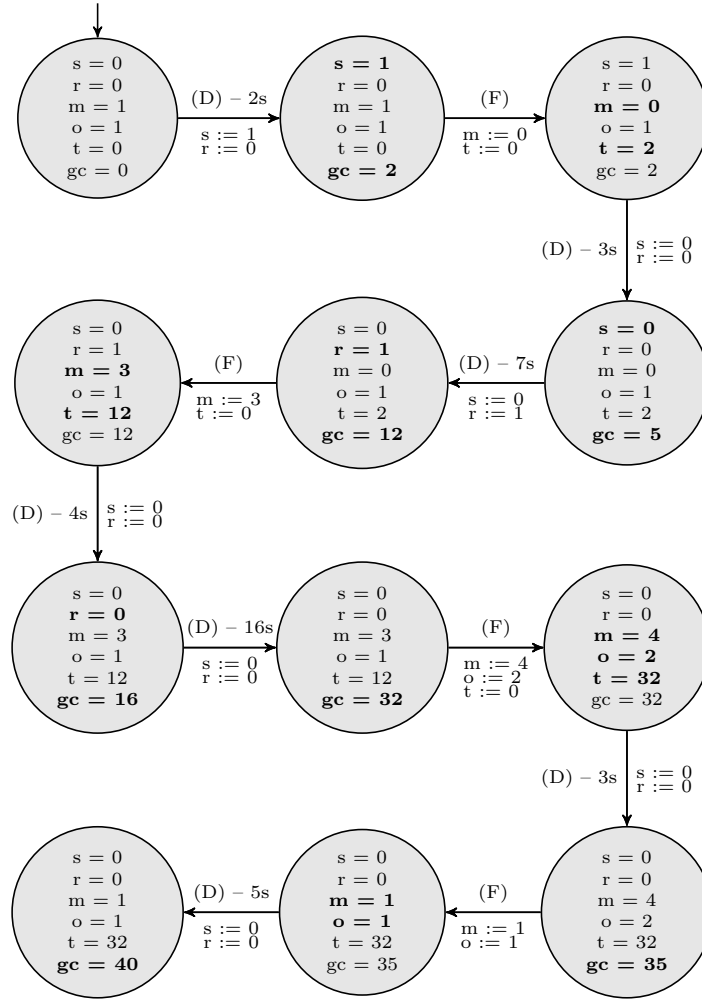 s = 0
r = 0
m = 1
o = 1
t = 0
gc = 0
(D) – 2s
s := 1
r := 0
s = 1
r = 0
m = 1
o = 1
t = 0
gc = 2
(F)
m := 0
t := 0
s = 1
r = 0
m = 0
o = 1
t = 2
gc = 2
(D) – 3s
s := 0
r := 0
s = 0
r = 0
m = 0
o = 1
t = 2
gc = 5
(D) – 7s
s := 0
r := 1
s = 0
r = 1
m = 0
o = 1
t = 2
gc = 12
(F)
m := 3
t := 0
s = 0
r = 1
m = 3
o = 1
t = 12
gc = 12
(D) – 4s
s := 0
r := 0
s = 0
r = 0
m = 3
o = 1
t = 12
gc = 16
(D) – 16s
s := 0
r := 0
s = 0
r = 0
m = 3
o = 1
t = 12
gc = 32
(F)
m := 4
o := 2
t := 0
s = 0
r = 0
m = 4
o = 2
t = 32
gc = 32
(D) – 3s
s := 0
r := 0
s = 0
r = 0
m = 4
o = 2
t = 32
gc = 35
(F)
m := 1
o := 1
s = 0
r = 0
m = 1
o = 1
t = 32
gc = 35
(D) – 5s
s := 0
r := 0
s = 0
r = 0
m = 1
o = 1
t = 32
gc = 40